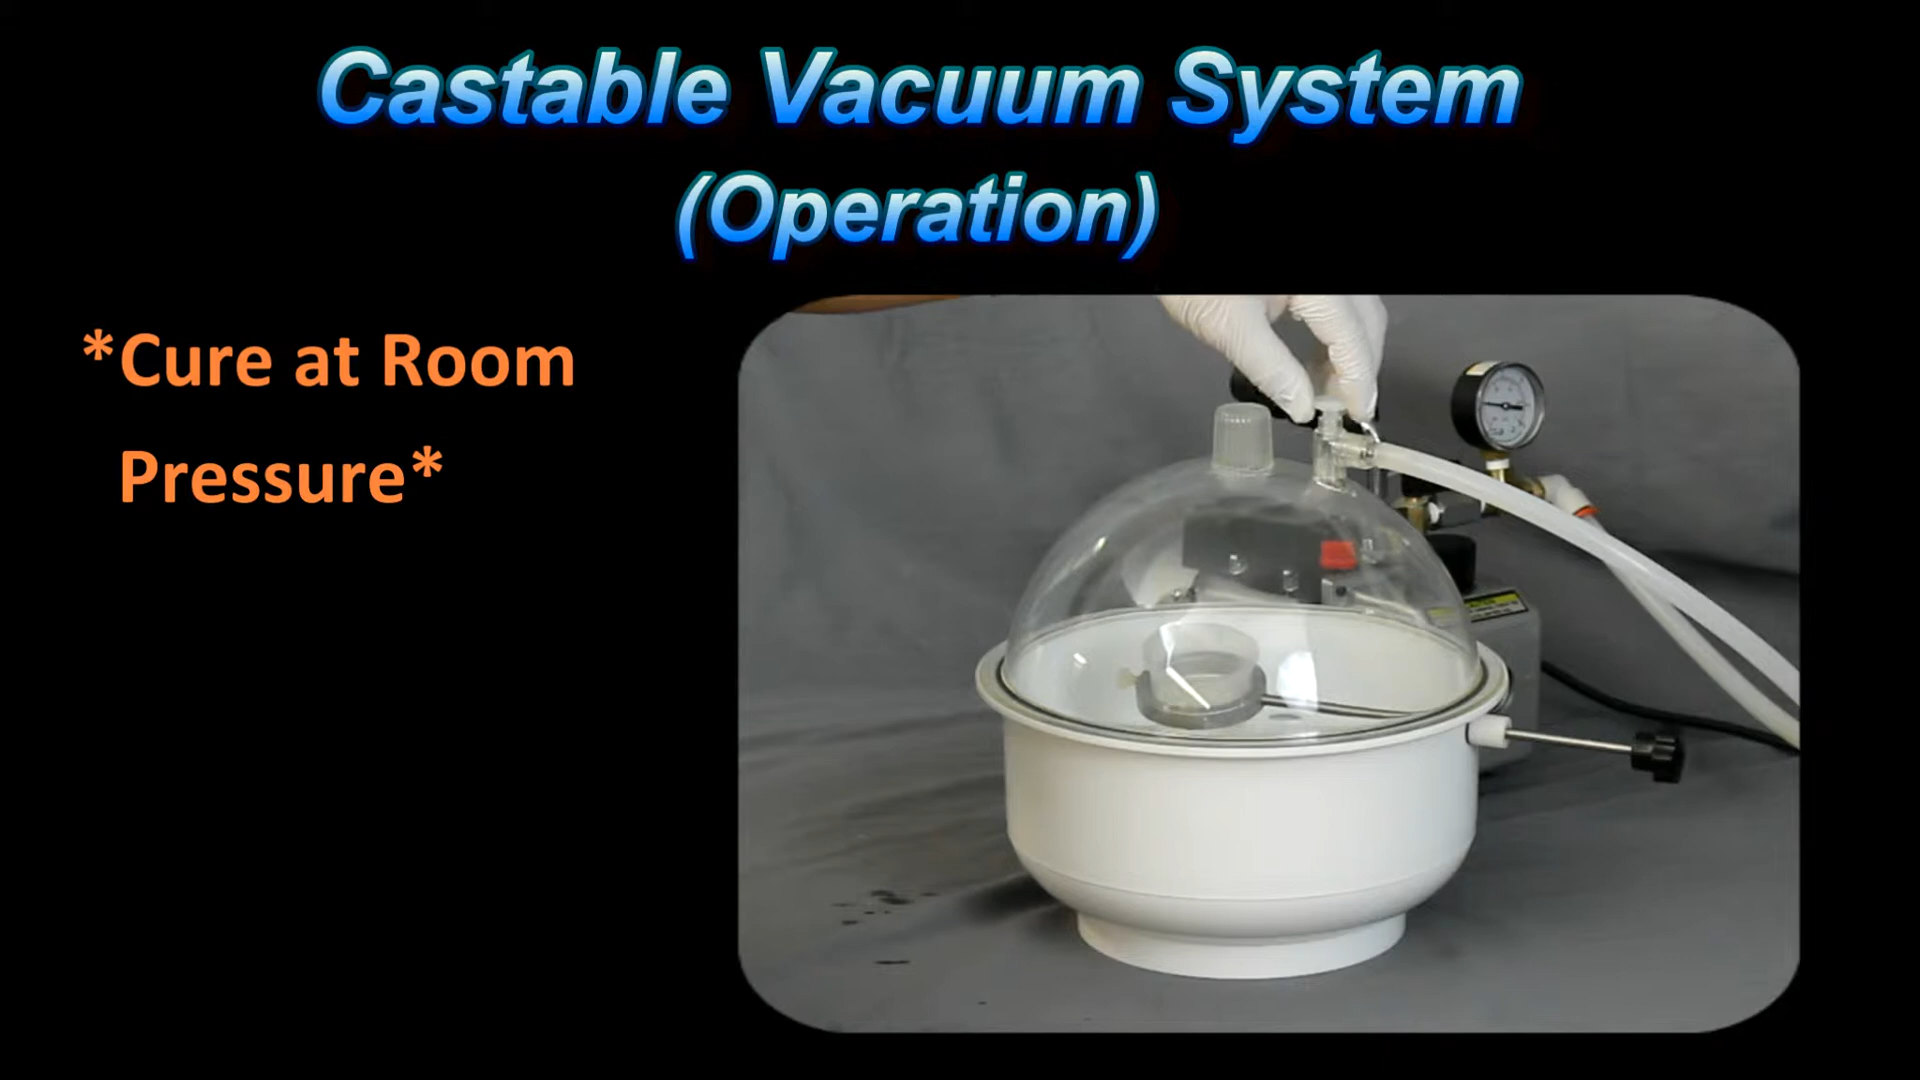 Castable Vacuum System
(Operation)
*Cure at Room
Pressure*